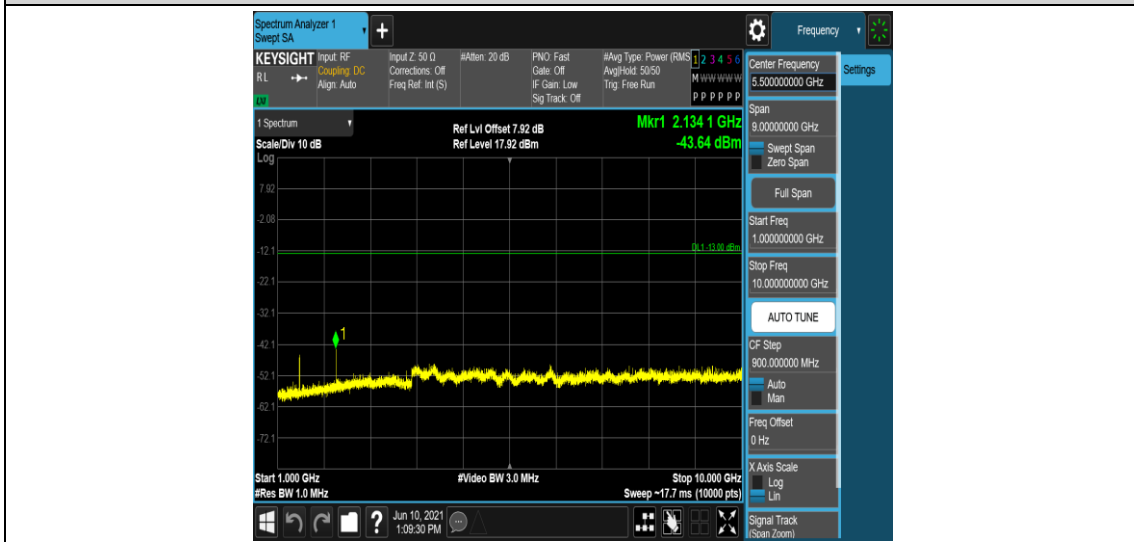 Spectrum Analyzer 1
Swept SA
+
Frequency
KEYSIGHT
RL
LXI
Input: RF
Coupling: DC
Align: Auto
Input Z: 50 Ω
Corrections: Off
Freq Ref: Int (S)
#Atten: 20 dB
PNO: Fast
Gate: Off
IF Gain: Low
Sig Track: Off
#Avg Type: Power (RMS
Avg|Hold: 50/50
Trig: Free Run
1 2 3 4 5 6
M W W W W W
P P P P P P
1 Spectrum
Scale/Div 10 dB
Log
Ref Lvl Offset 7.92 dB
Ref Level 17.92 dBm
Mkr1 2.134 1 GHz
-43.64 dBm
7.92
-2.08
-12.1
DL1 -13.00 dBm
-22.1
-32.1
1
-42.1
-52.1
-62.1
-72.1
Start 1.000 GHz
#Res BW 1.0 MHz
#Video BW 3.0 MHz
Stop 10.000 GHz
Sweep ~17.7 ms (10000 pts)
?
Jun 10, 2021
1:09:30 PM
Center Frequency
5.500000000 GHz
Settings
Span
9.00000000 GHz
Swept Span
Zero Span
Full Span
Start Freq
1.000000000 GHz
Stop Freq
10.000000000 GHz
AUTO TUNE
CF Step
900.000000 MHz
Auto
Man
Freq Offset
0 Hz
X Axis Scale
Log
Lin
Signal Track
(Span Zoom)